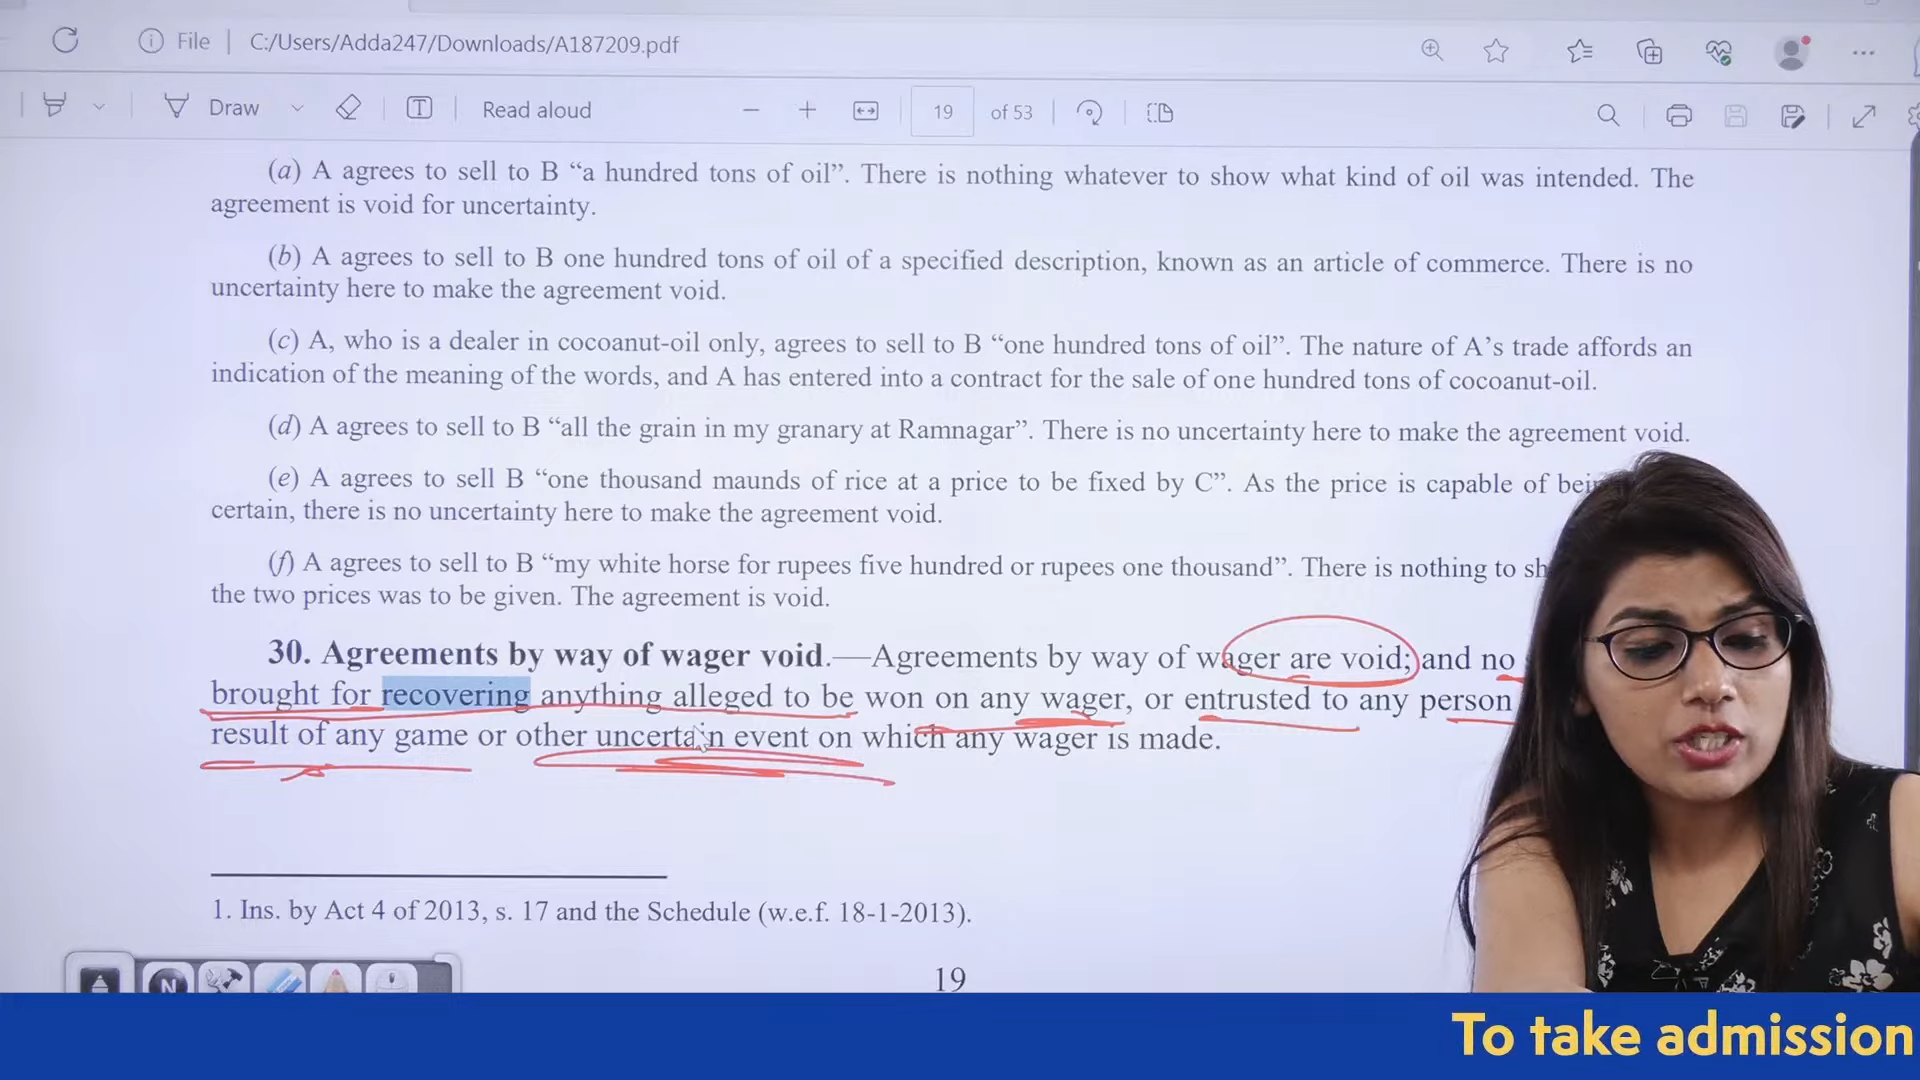 File | C:/Users/Adda247/Downloads/A187209.pdf
Draw Read aloud 19 of 53
(a) A agrees to sell to B “a hundred tons of oil”. There is nothing whatever to show what kind of oil was intended. The
agreement is void for uncertainty.
(b) A agrees to sell to B one hundred tons of oil of a specified description, known as an article of commerce. There is no
uncertainty here to make the agreement void.
(c) A, who is a dealer in cocoanut-oil only, agrees to sell to B “one hundred tons of oil”. The nature of A’s trade affords an
indication of the meaning of the words, and A has entered into a contract for the sale of one hundred tons of cocoanut-oil.
(d) A agrees to sell to B “all the grain in my granary at Ramnagar”. There is no uncertainty here to make the agreement void.
(e) A agrees to sell B “one thousand maunds of rice at a price to be fixed by C”. As the price is capable of
certain, there is no uncertainty here to make the agreement void.
(f) A agrees to sell to B “my white horse for rupees five hundred or rupees one thousand”. There is nothing to
the two prices was to be given. The agreement is void.
30. Agreements by way of wager void.—Agreements by way of wager are void; and no
brought for recovering anything alleged to be won on any wager, or entrusted to any person
result of any game or other uncertain event on which any wager is made.
1. Ins. by Act 4 of 2013, s. 17 and the Schedule (w.e.f. 18-1-2013).
19
N
To take admission